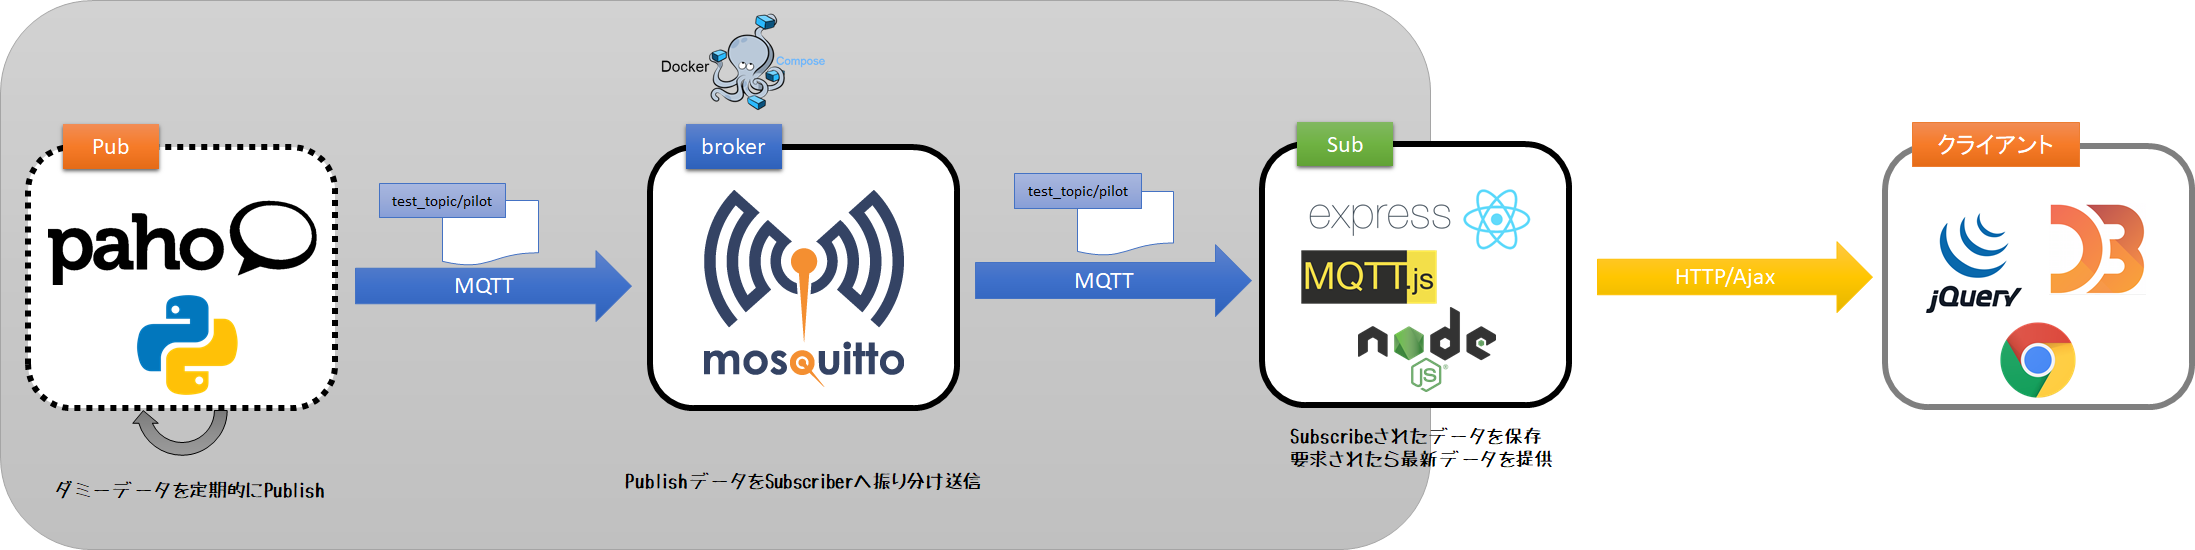 Docker
Compose
Pub
broker
Sub
クライアント
test_topic/pilot
test_topic/pilot
paho
MQTT
mosquitto
MQTT
express
MQTT.js
node
JS
®
HTTP/Ajax
jQuery
D3
ダミーデータを定期的にPublish
PublishデータをSubscriberへ振り分け送信
Subscribeされたデータを保存
要求されたら最新データを提供